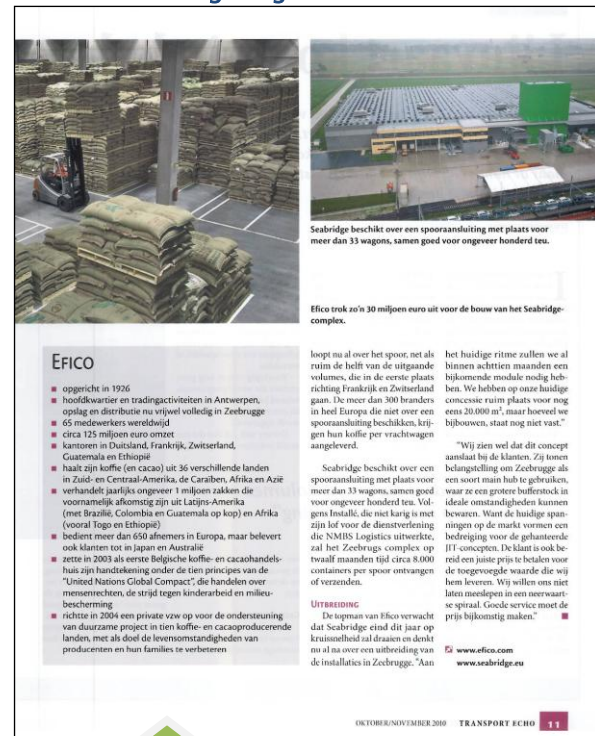 Seabridge beschikt over een spooraansluiting met plaats voor
meer dan 33 wagons, samen goed voor ongeveer honderd teu.
Efico trok zo'n 30 miljoen euro uit voor de bouw van het Seabridge-
complex.
EFICO
■ opgericht in 1926
■ hoofdkwartier en tradingactiviteiten in Antwerpen,
opslag en distributie nu vrijwel volledig in Zeebrugge
■ 65 medewerkers wereldwijd
■ circa 125 miljoen euro omzet
■ kantoren in Duitsland, Frankrijk, Zwitserland,
Guatemala en Ethiopië
■ haalt zijn koffie (en cacao) uit 36 verschillende landen
in Zuid- en Centraal-Amerika, de Caraïben, Afrika en Azië
■ verhandelt jaarlijks ongeveer 1 miljoen zakken die
voornamelijk afkomstig zijn uit Latijns-Amerika
(met Brazilië, Colombia en Guatemala op kop) en Afrika
(vooral Togo en Ethiopië)
■ bedient meer dan 650 afnemers in Europa, maar belevert
ook klanten tot in Japan en Australië
■ zette in 2003 als eerste Belgische koffie- en cacaohandels-
huis zijn handtekening onder de tien principes van de
"United Nations Global Compact", die handelen over
mensenrechten, de strijd tegen kinderarbeid en milieu-
bescherming
■ richtte in 2004 een private vzw op voor de ondersteuning
van duurzame project in tien koffie- en cacaoproducerende
landen, met als doel de levensomstandigheden van
producenten en hun families te verbeteren
loopt nu al over het spoor, net als
ruim de helft van de uitgaande
volumes, die in de eerste plaats
richting Frankrijk en Zwitserland
gaan. De meer dan 300 branders
in heel Europa die niet over een
spooraansluiting beschikken, krij-
gen hun koffie per vrachtwagen
aangeleverd.
Seabridge beschikt over een
spooraansluiting met plaats voor
meer dan 33 wagons, samen goed
voor ongeveer honderd teu. Vol-
gens Installé, die niet karig is met
zijn lof voor de dienstverlening
die NMBS Logistics uitwerkte,
zal het Zeebrugs complex op
twaalf maanden tijd circa 8.000
containers per spoor ontvangen
of verzenden.
UITBREIDING
De topman van Efico verwacht
dat Seabridge eind dit jaar op
kruissnelheid zal draaien en denkt
nu al na over een uitbreiding van
de installaties in Zeebrugge. "Aan
het huidige ritme zullen we al
binnen achttien maanden een
bijkomende module nodig heb-
ben. We hebben op onze huidige
concessie ruim plaats voor nog
eens 20.000 m², maar hoeveel we
bijbouwen, staat nog niet vast."
"Wij zien wel dat dit concept
aanslaat bij de klanten. Zij tonen
belangstelling om Zeebrugge als
een soort main hub te gebruiken,
waar ze een grotere bufferstock in
ideale omstandigheden kunnen
bewaren. Want de huidige span-
ningen op de markt vormen een
bedreiging voor de gehanteerde
JIT-concepten. De klant is ook be-
reid een juiste prijs te betalen voor
de toegevoegde waarde die wij
hem leveren. Wij willen ons niet
laten meeslepen in een neerwaart-
se spiraal. Goede service moet de
prijs bijkomstig maken." ■
www.efico.com
www.seabridge.eu
OKTOBER/NOVEMBER 2010 TRANSPORT ECHO 11